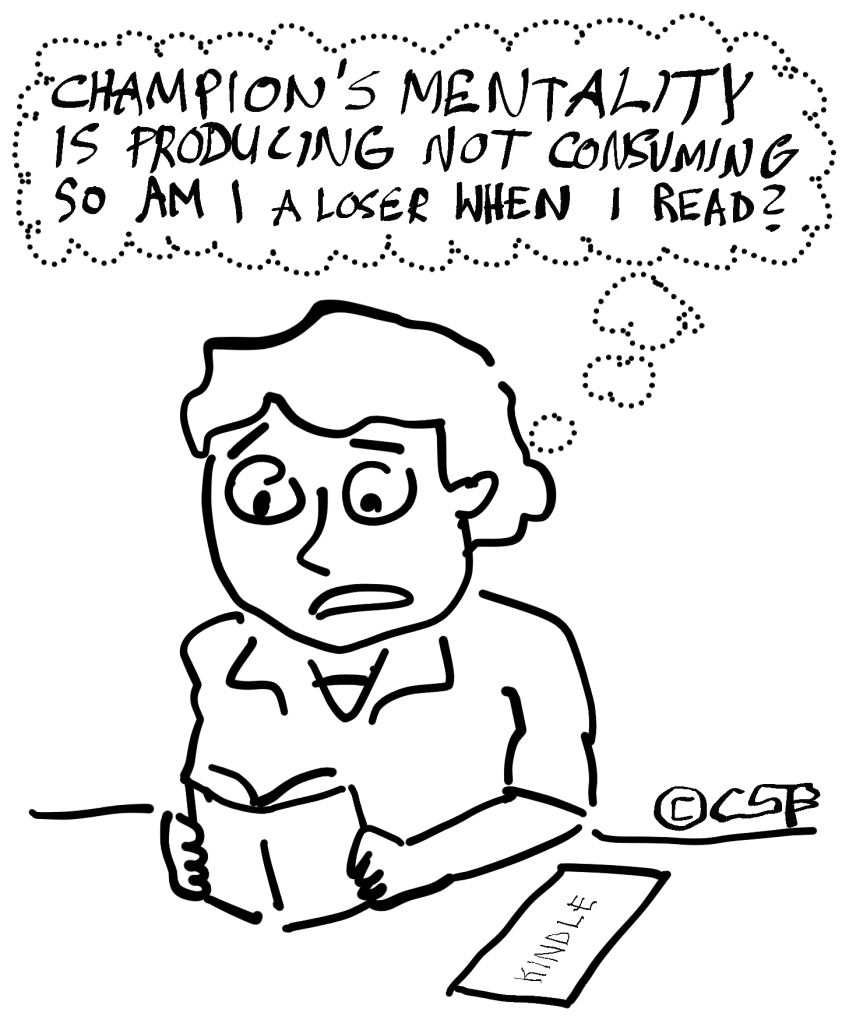 CHAMPION'S MENTALITY
IS PRODUCING NOT CONSUMING
SO AM I A LOSER WHEN I READ?
© CSB
KINDLE